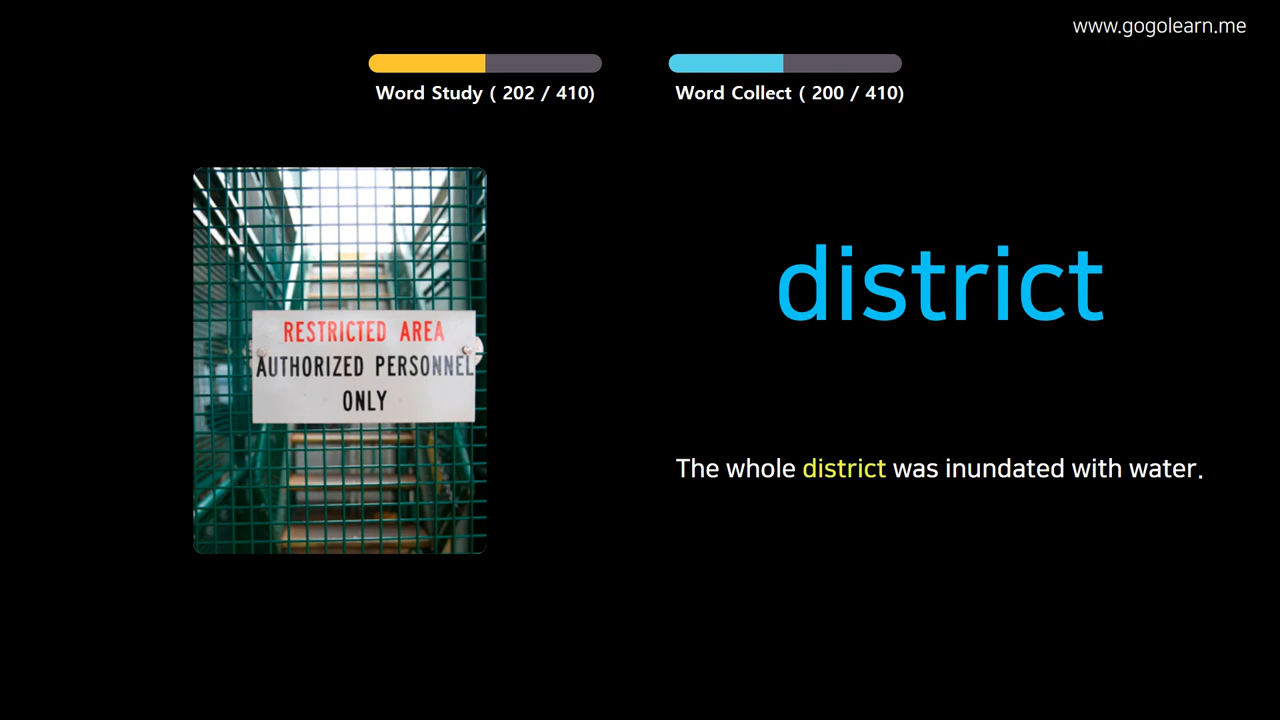 www.gogolearn.me
Word Study ( 202 / 410)
Word Collect ( 200 / 410)
RESTRICTED AREA
AUTHORIZED PERSONNEL
ONLY
district
The whole district was inundated with water.